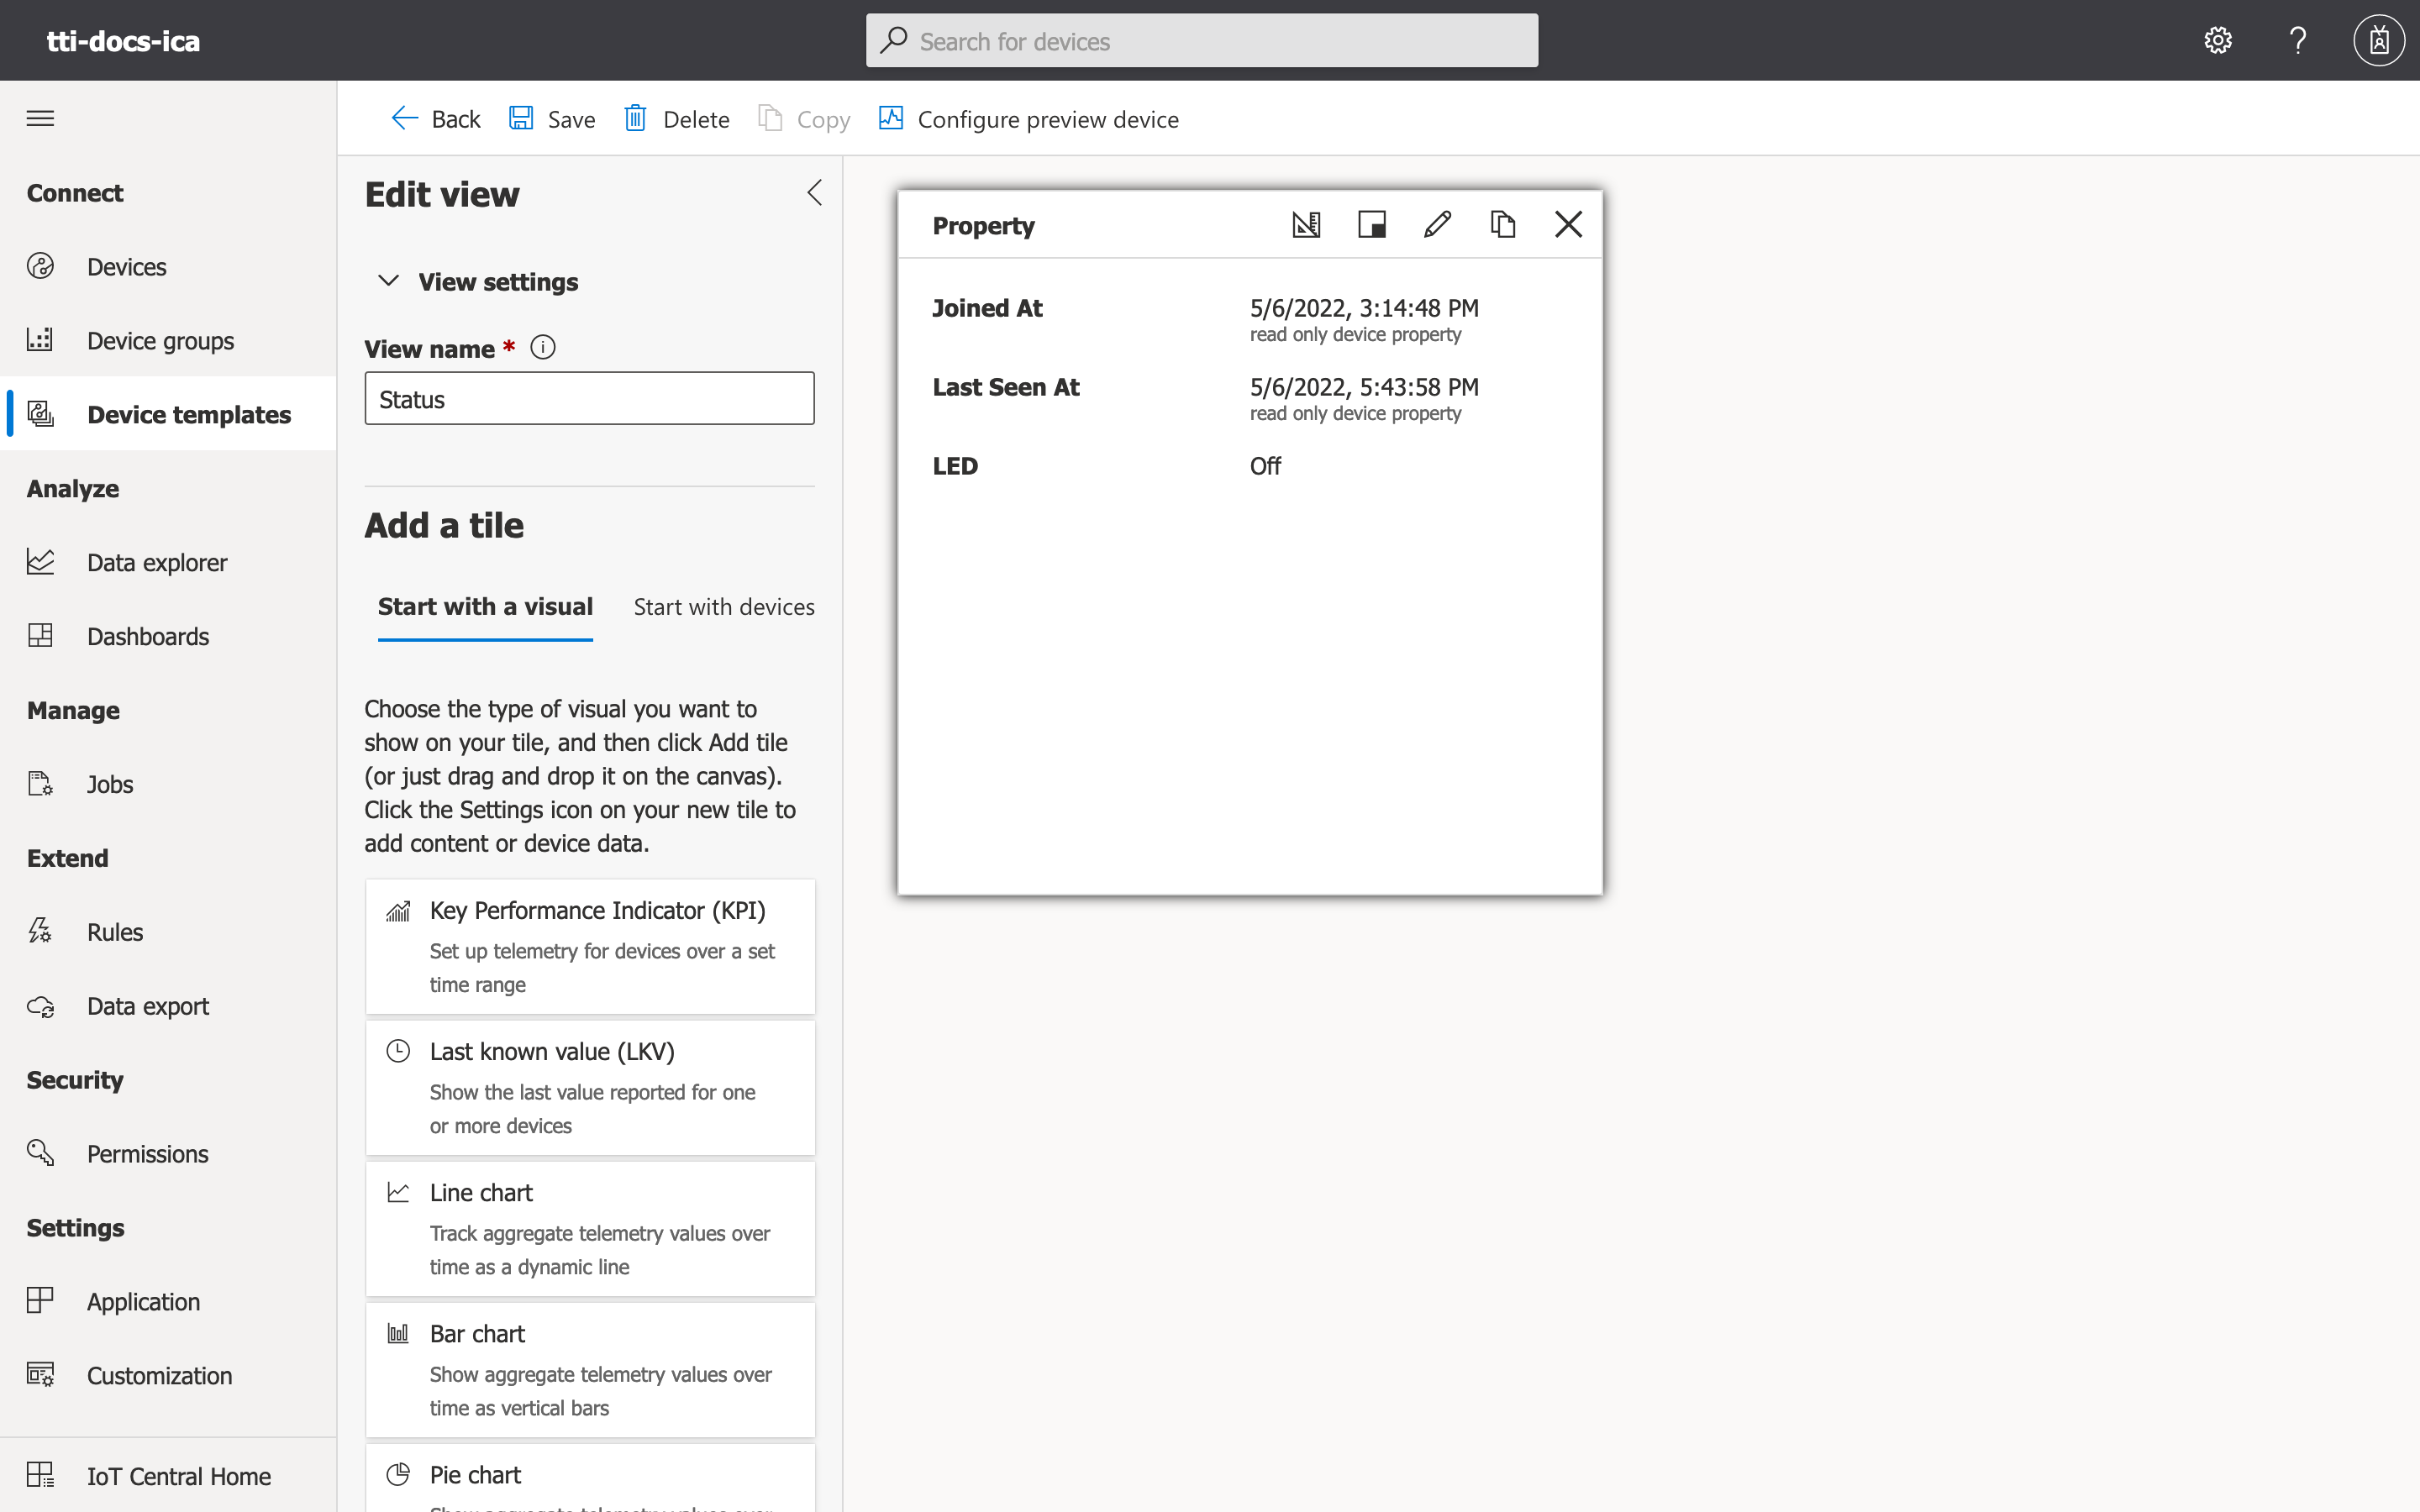 tti-docs-ica
Search for devices
Back
Save
Delete
Copy
Configure preview device
Connect
Devices
Device groups
Device templates
Analyze
Data explorer
Dashboards
Manage
Jobs
Extend
Rules
Data export
Security
Permissions
Settings
Application
Customization
IoT Central Home
Edit view
View settings
View name *
Status
Add a tile
Start with a visual
Start with devices
Choose the type of visual you want to
show on your tile, and then click Add tile
(or just drag and drop it on the canvas).
Click the Settings icon on your new tile to
add content or device data.
Key Performance Indicator (KPI)
Set up telemetry for devices over a set
time range
Last known value (LKV)
Show the last value reported for one
or more devices
Line chart
Track aggregate telemetry values over
time as a dynamic line
Bar chart
Show aggregate telemetry values over
time as vertical bars
Pie chart
Show aggregate telemetry values over
Property
Joined At
5/6/2022, 3:14:48 PM
read only device property
Last Seen At
5/6/2022, 5:43:58 PM
read only device property
LED
Off